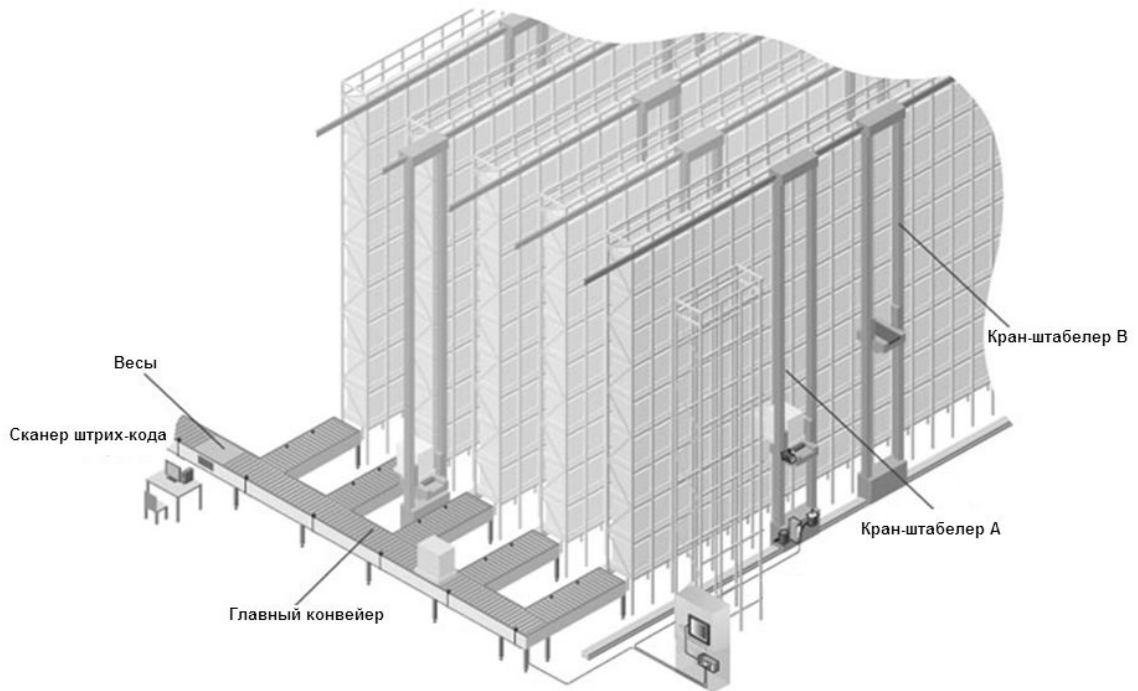 Кран-штабелер В
Весы
Сканер штрих-кода
Кран-штабелер А
Главный конвейер